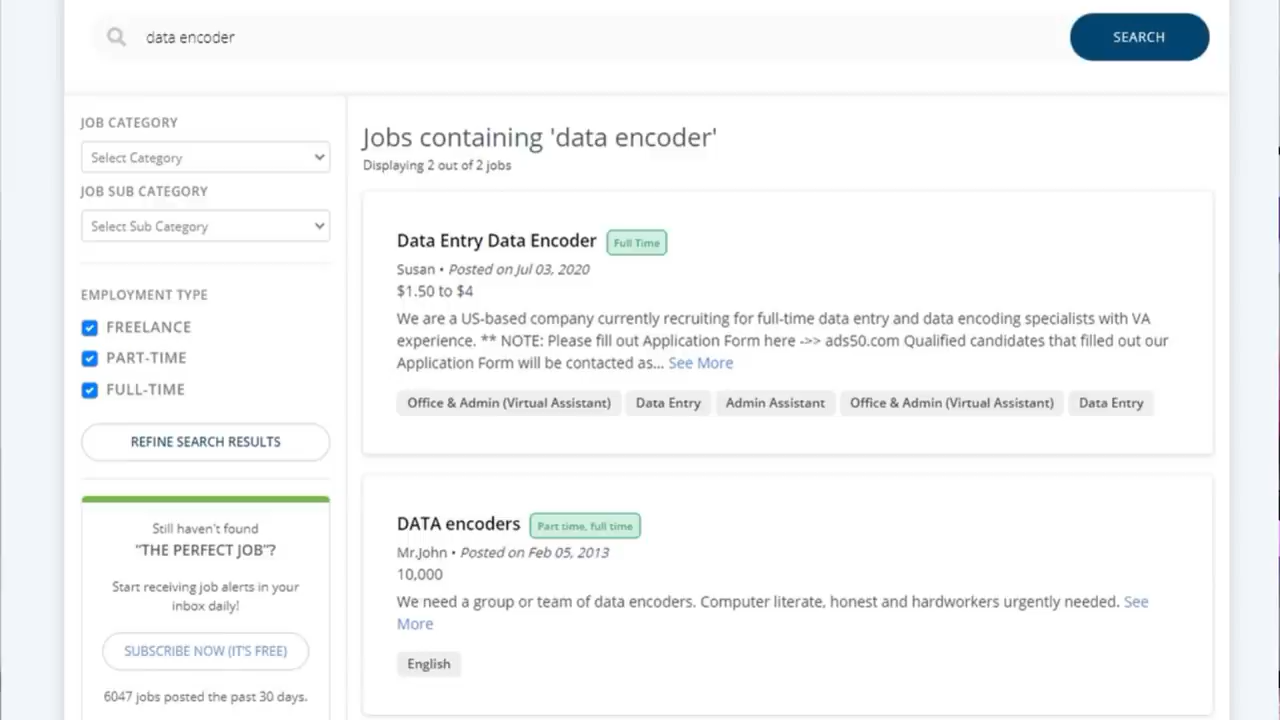 data encoder
SEARCH
JOB CATEGORY
Select Category
JOB SUB CATEGORY
Select Sub Category
EMPLOYMENT TYPE
FREELANCE
PART-TIME
FULL-TIME
REFINE SEARCH RESULTS
Still haven't found
"THE PERFECT JOB"?
Start receiving job alerts in your
inbox daily!
SUBSCRIBE NOW (IT'S FREE)
6047 jobs posted the past 30 days.
Jobs containing 'data encoder'
Displaying 2 out of 2 jobs
Data Entry Data Encoder Full Time
Susan • Posted on Jul 03, 2020
$1.50 to $4
We are a US-based company currently recruiting for full-time data entry and data encoding specialists with VA
experience. ** NOTE: Please fill out Application Form here ->> ads50.com Qualified candidates that filled out our
Application Form will be contacted as... See More
Office & Admin (Virtual Assistant) Data Entry Admin Assistant Office & Admin (Virtual Assistant) Data Entry
DATA encoders Part time, full time
Mr.John • Posted on Feb 05, 2013
10,000
We need a group or team of data encoders. Computer literate, honest and hardworkers urgently needed. See
More
English